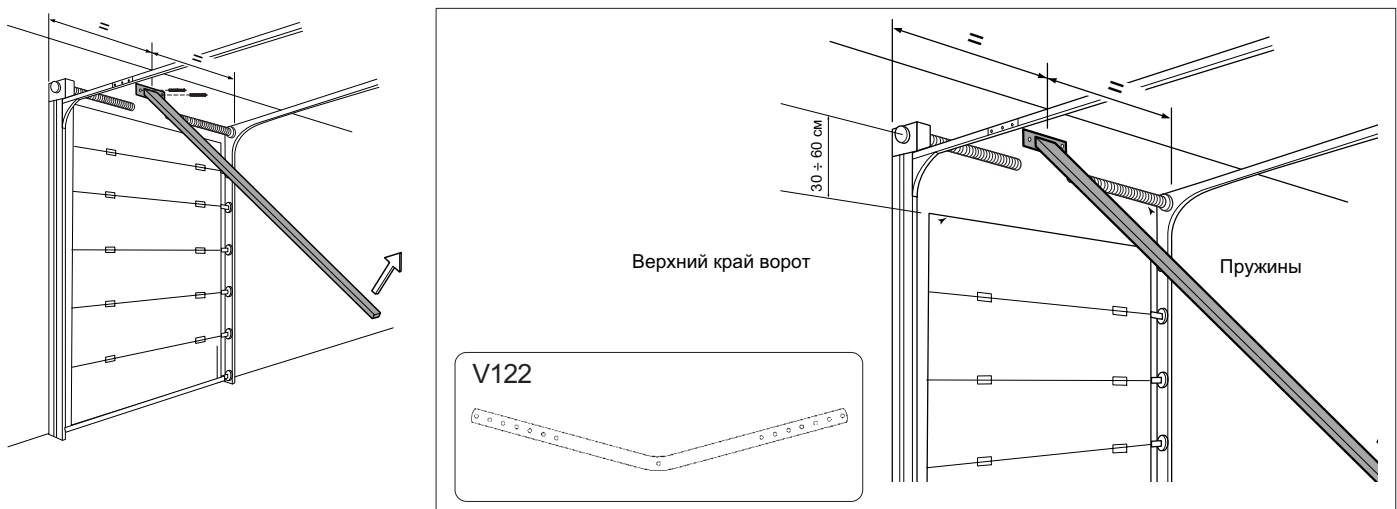 =
=
=
=
30 ÷ 60 см
Верхний край ворот
Пружины
V122